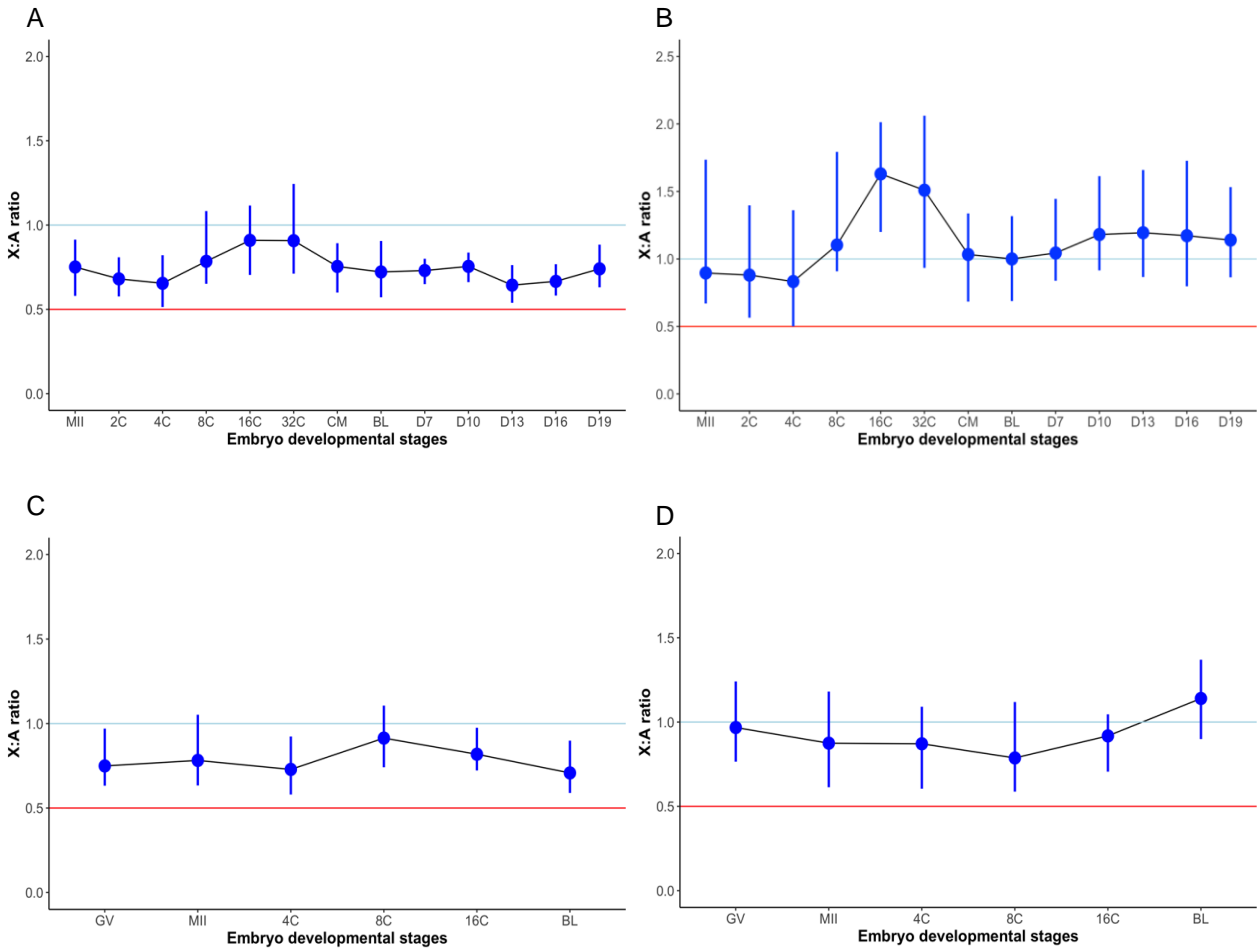 A
2.0
1.5
1.0
0.5
0.0
X:A ratio
MII 2C 4C 8C 16C 32C CM BL D7 D10 D13 D16 D19
Embryo developmental stages
B
2.5
2.0
1.5
1.0
0.5
0.0
X:A ratio
MII 2C 4C 8C 16C 32C CM BL D7 D10 D13 D16 D19
Embryo developmental stages
C
2.0
1.5
1.0
0.5
0.0
X:A ratio
GV MII 4C 8C 16C BL
Embryo developmental stages
D
2.0
1.5
1.0
0.5
0.0
X:A ratio
GV MII 4C 8C 16C BL
Embryo developmental stages